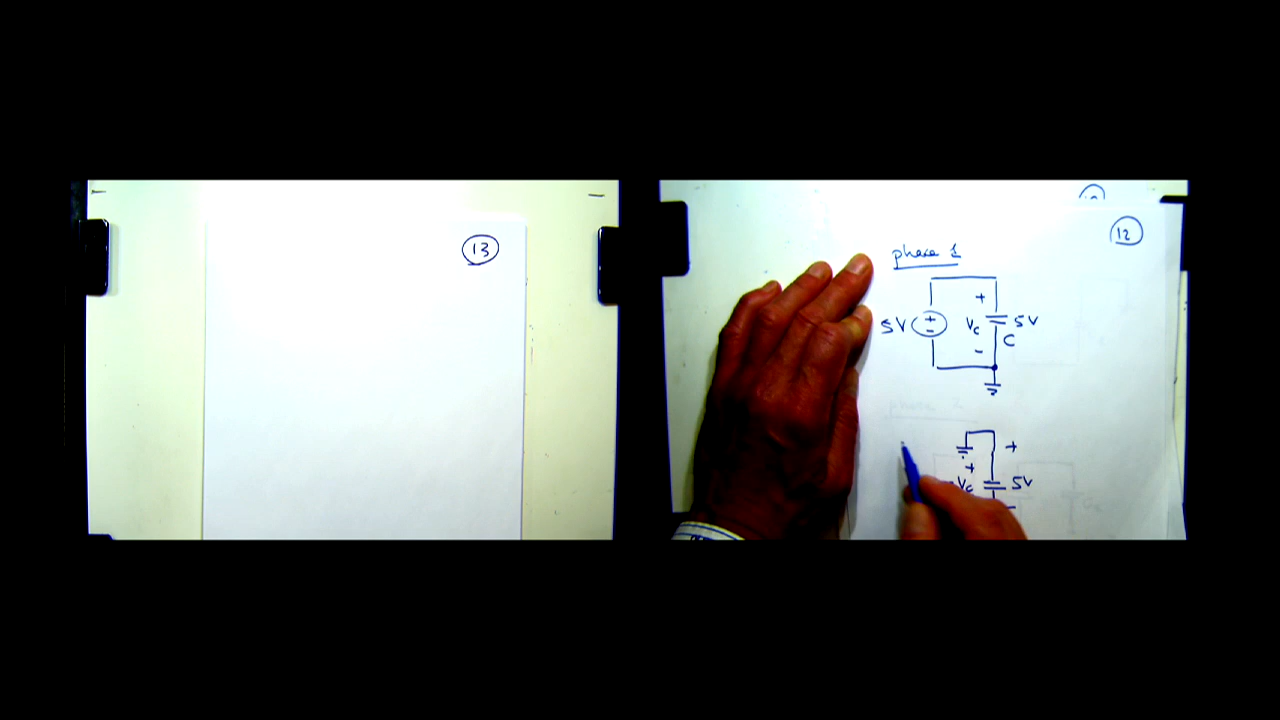 13
12
phase 1
+
5V + - Vc 5V
C
-
+
+
Vc 5V
-